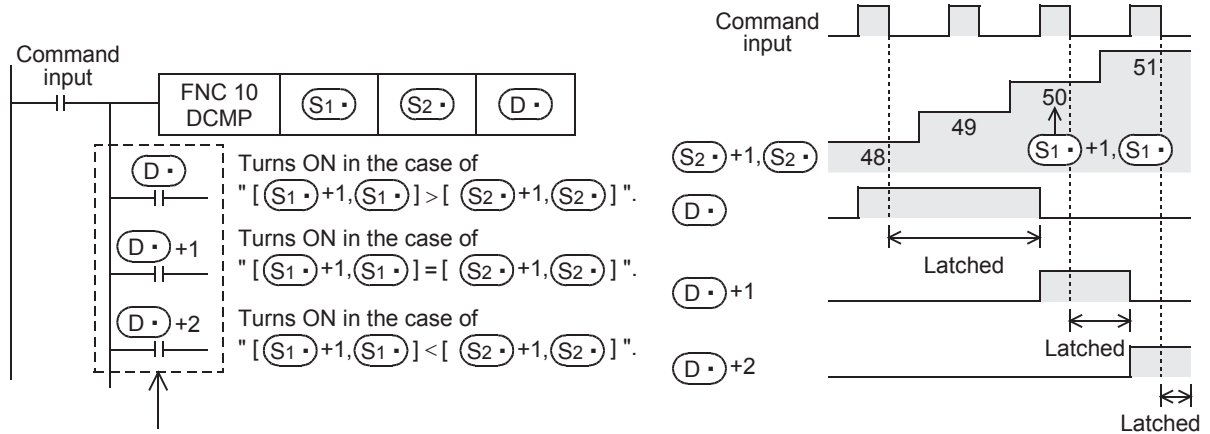 Command
input
FNC 10
DCMP
S1 · S2 · D ·
D ·
Turns ON in the case of
" [ S1 · +1, S1 · ] > [ S2 · +1, S2 · ] ".
D · +1
Turns ON in the case of
" [ S1 · +1, S1 · ] = [ S2 · +1, S2 · ] ".
D · +2
Turns ON in the case of
" [ S1 · +1, S1 · ] < [ S2 · +1, S2 · ] ".
Command
input
S2 · +1, S2 ·
48
49
50
51
S1 · +1, S1 ·
D ·
Latched
D · +1
Latched
D · +2
Latched